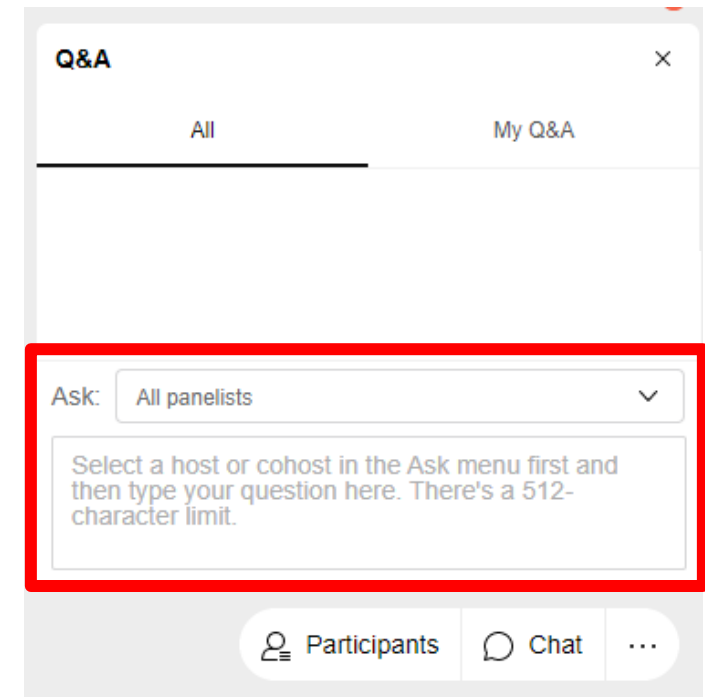 Q&A
All My Q&A
Ask: All panelists
Select a host or cohost in the Ask menu first and
then type your question here. There's a 512-
character limit.
Participants Chat